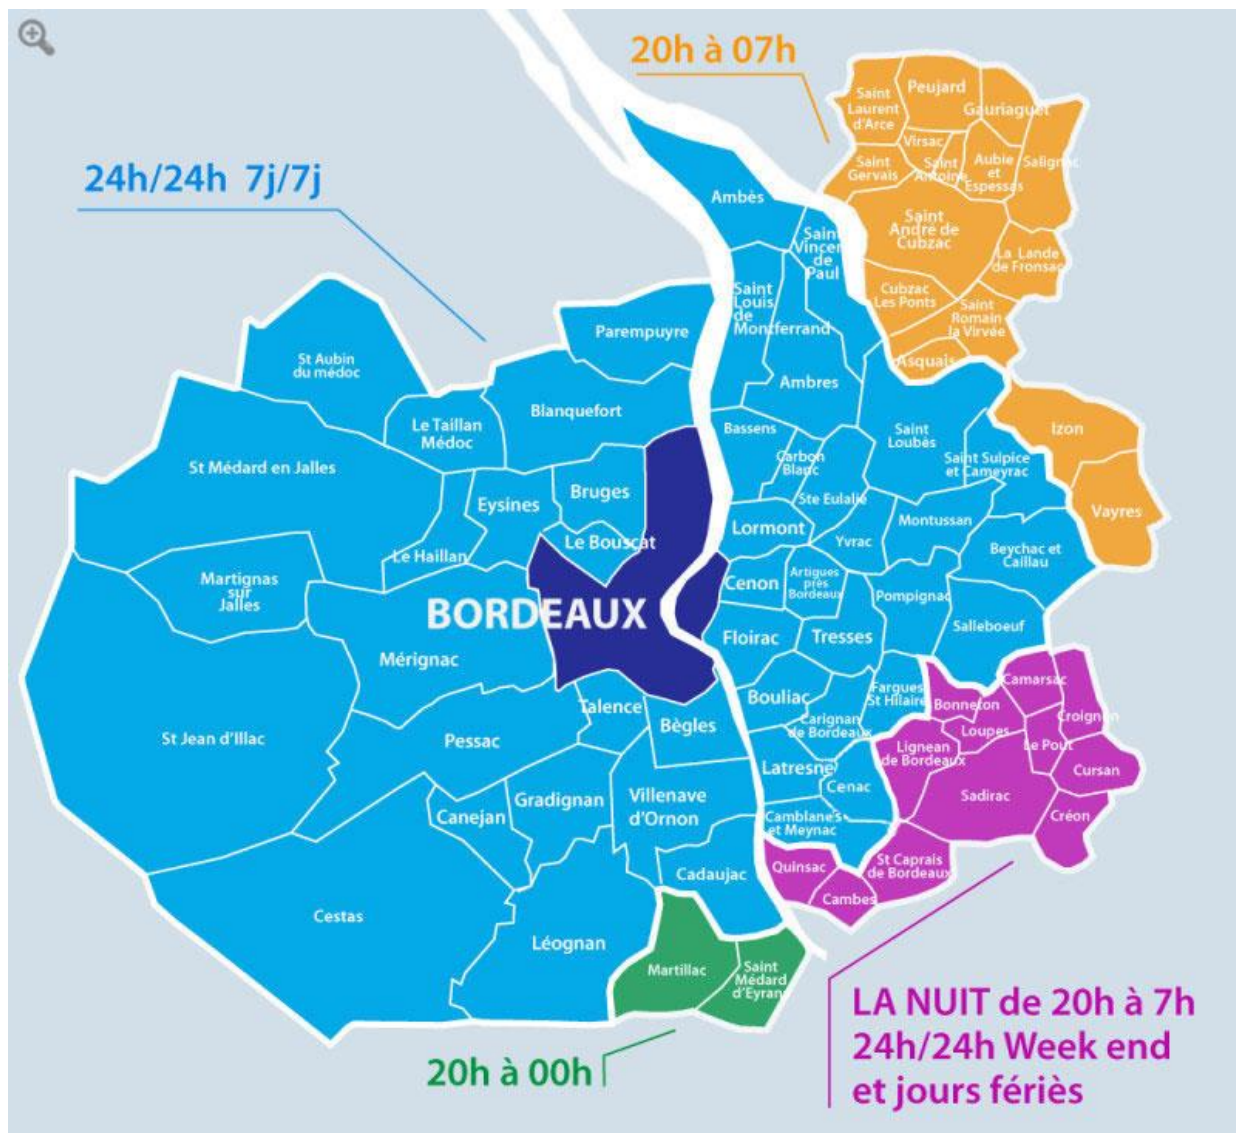 20h à 07h
24h/24h 7j/7j
Saint
Laurent
d'Arce
Peujard
Gauriaguet
Virsac
Saint
Gervais
Saint
Antoine
Aubie
et
Espessas
Salignac
Saint
André de
Cubzac
La Lande
de Fronsac
Cubzac
Les Ponts
Saint
Romain
la Virvée
Asquais
Izon
Vayres
Ambès
Saint
Vincent
de
Paul
Saint
Louis
de
Montferrand
Ambres
Parempuyre
St Aubin
du médoc
Blanquefort
Le Taillan
Médoc
St Médard en Jalles
Eysines
Bruges
Le Bouscat
Le Haillan
Martignas
sur
Jalles
BORDEAUX
Mérignac
St Jean d'Illac
Pessac
Talence
Bègles
Gradignan
Canejan
Villenave
d'Ornon
Cadaujac
Cestas
Léognan
Bassens
Carbon
Blanc
Saint
Loubès
Saint Sulpice
et Cameyrac
Ste Eulalie
Lormont
Yvrac
Montussan
Beychac et
Caillau
Cenon
Artigues
près
Bordeaux
Pompignac
Salleboeuf
Floirac
Tresses
Bouliac
Fargues
St Hilaire
Carignan
de Bordeaux
Latresne
Cenac
Camblanes
et Meynac
Camarsac
Bonneton
Croignon
Loupes
Le Pout
Lignean
de Bordeaux
Cursan
Sadirac
Créon
Quinsac
St Caprais
de Bordeaux
Cambes
Martillac
Saint
Médard
d'Eyran
20h à 00h
LA NUIT de 20h à 7h
24h/24h Week end
et jours fériès